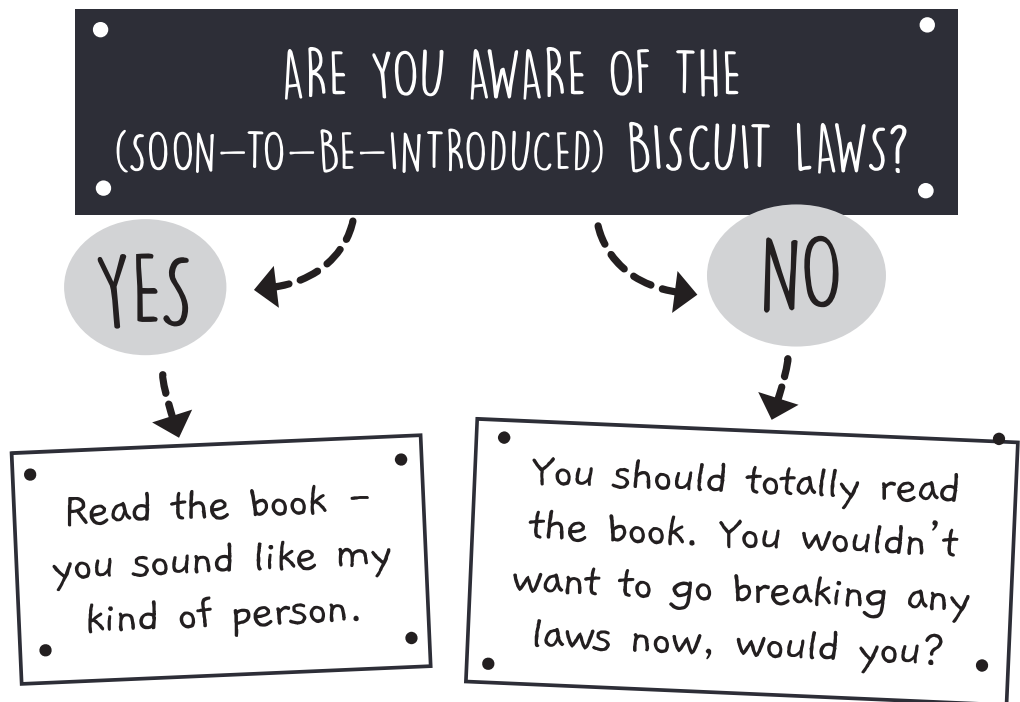 ARE YOU AWARE OF THE
(SOON-TO-BE-INTRODUCED) BISCUIT LAWS?
YES
NO
Read the book -
you sound like my
kind of person.
You should totally read
the book. You wouldn't
want to go breaking any
laws now, would you?